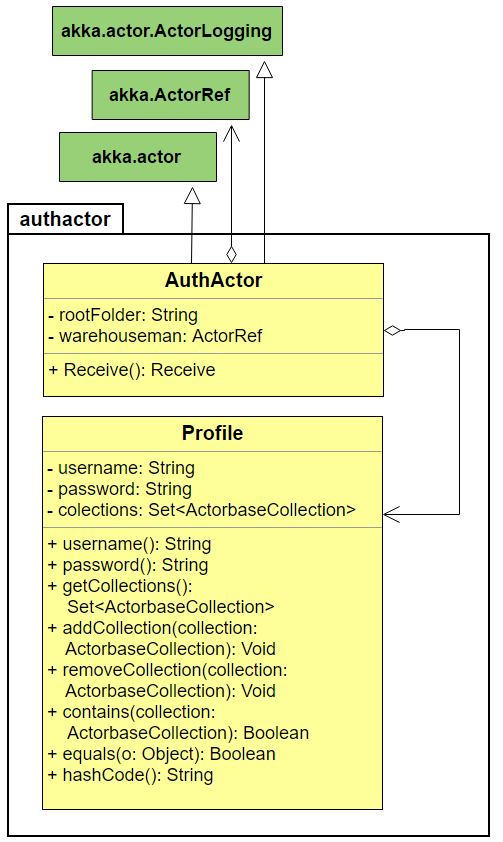 akka.actor.ActorLogging
akka.ActorRef
akka.actor
authactor
AuthActor
- rootFolder: String
- warehouseman: ActorRef
+ Receive(): Receive
Profile
- username: String
- password: String
- colections: Set<ActorbaseCollection>
+ username(): String
+ password(): String
+ getCollections():
Set<ActorbaseCollection>
+ addCollection(collection:
ActorbaseCollection): Void
+ removeCollection(collection:
ActorbaseCollection): Void
+ contains(collection:
ActorbaseCollection): Boolean
+ equals(o: Object): Boolean
+ hashCode(): String